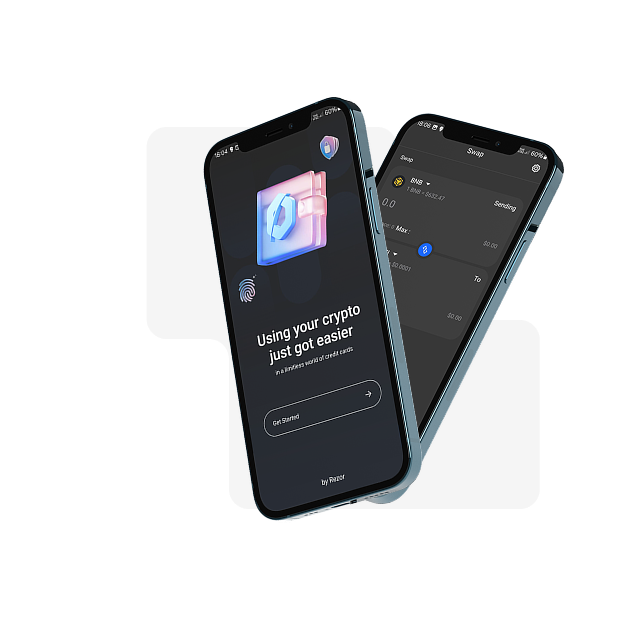 16:04
60%
Using your crypto
just got easier
in a limitless world of credit cards
Get Started
by Rezor
18:06
60%
Swap
Swap
BNB
1 BNB = $632.47
Sending
0.0
Max :
$0.00
$0.0001
To
$0.00